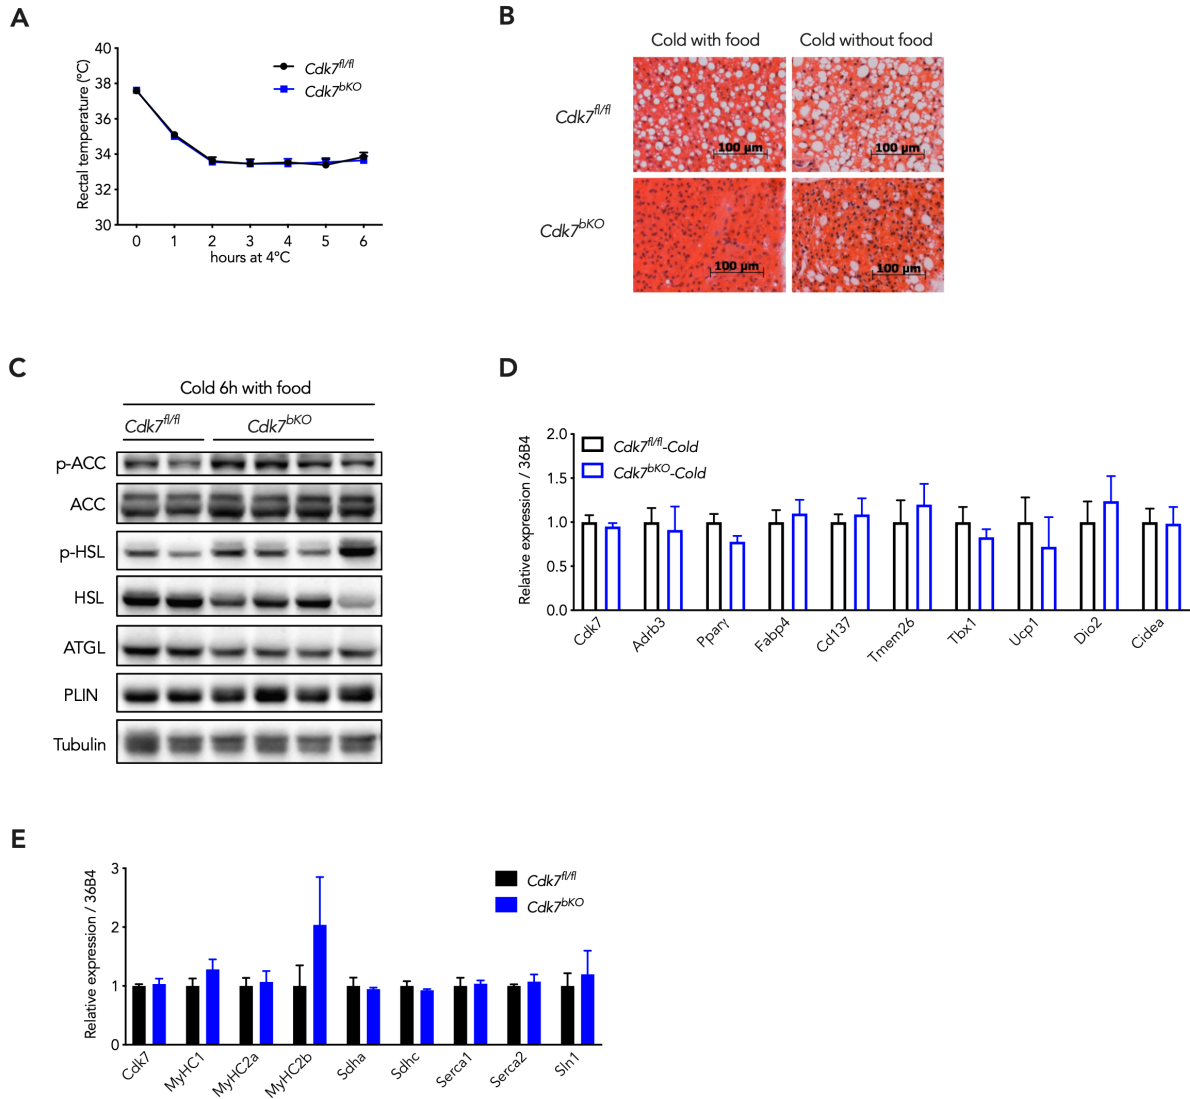 A
40
38
36
34
32
30
Rectal temperature (°C)
Cdk7fl/fl
Cdk7bKO
0 1 2 3 4 5 6
hours at 4°C
B
Cold with food Cold without food
Cdk7fl/fl
Cdk7bKO
100 µm
100 µm
100 µm
100 µm
C
Cold 6h with food
Cdk7fl/fl Cdk7bKO
p-ACC
ACC
p-HSL
HSL
ATGL
PLIN
Tubulin
D
2.0
1.5
1.0
0.5
0.0
Relative expression / 36B4
Cdk7fl/fl-Cold
Cdk7bKO-Cold
Cdk7 Adrb3 Pparγ Fabp4 Cd137 Tmem26 Tbx1 Ucp1 Dio2 Cidea
E
3
2
1
0
Relative expression / 36B4
Cdk7fl/fl
Cdk7bKO
Cdk7 MyHC1 MyHC2a MyHC2b Sdha Sdhc Serca1 Serca2 Sln1